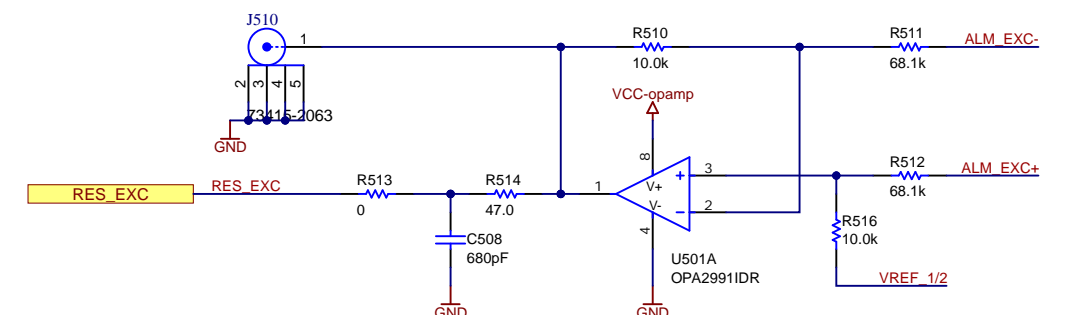 J510
1
2
3
4
5
73415-2063
GND
R510
10.0k
R511
68.1k
ALM_EXC-
VCC-opamp
8
V+
V-
+
-
3
2
1
4
U501A
OPA2991IDR
GND
R512
68.1k
ALM_EXC+
R516
10.0k
VREF_1/2
RES_EXC
RES_EXC
R513
0
R514
47.0
C508
680pF
GND